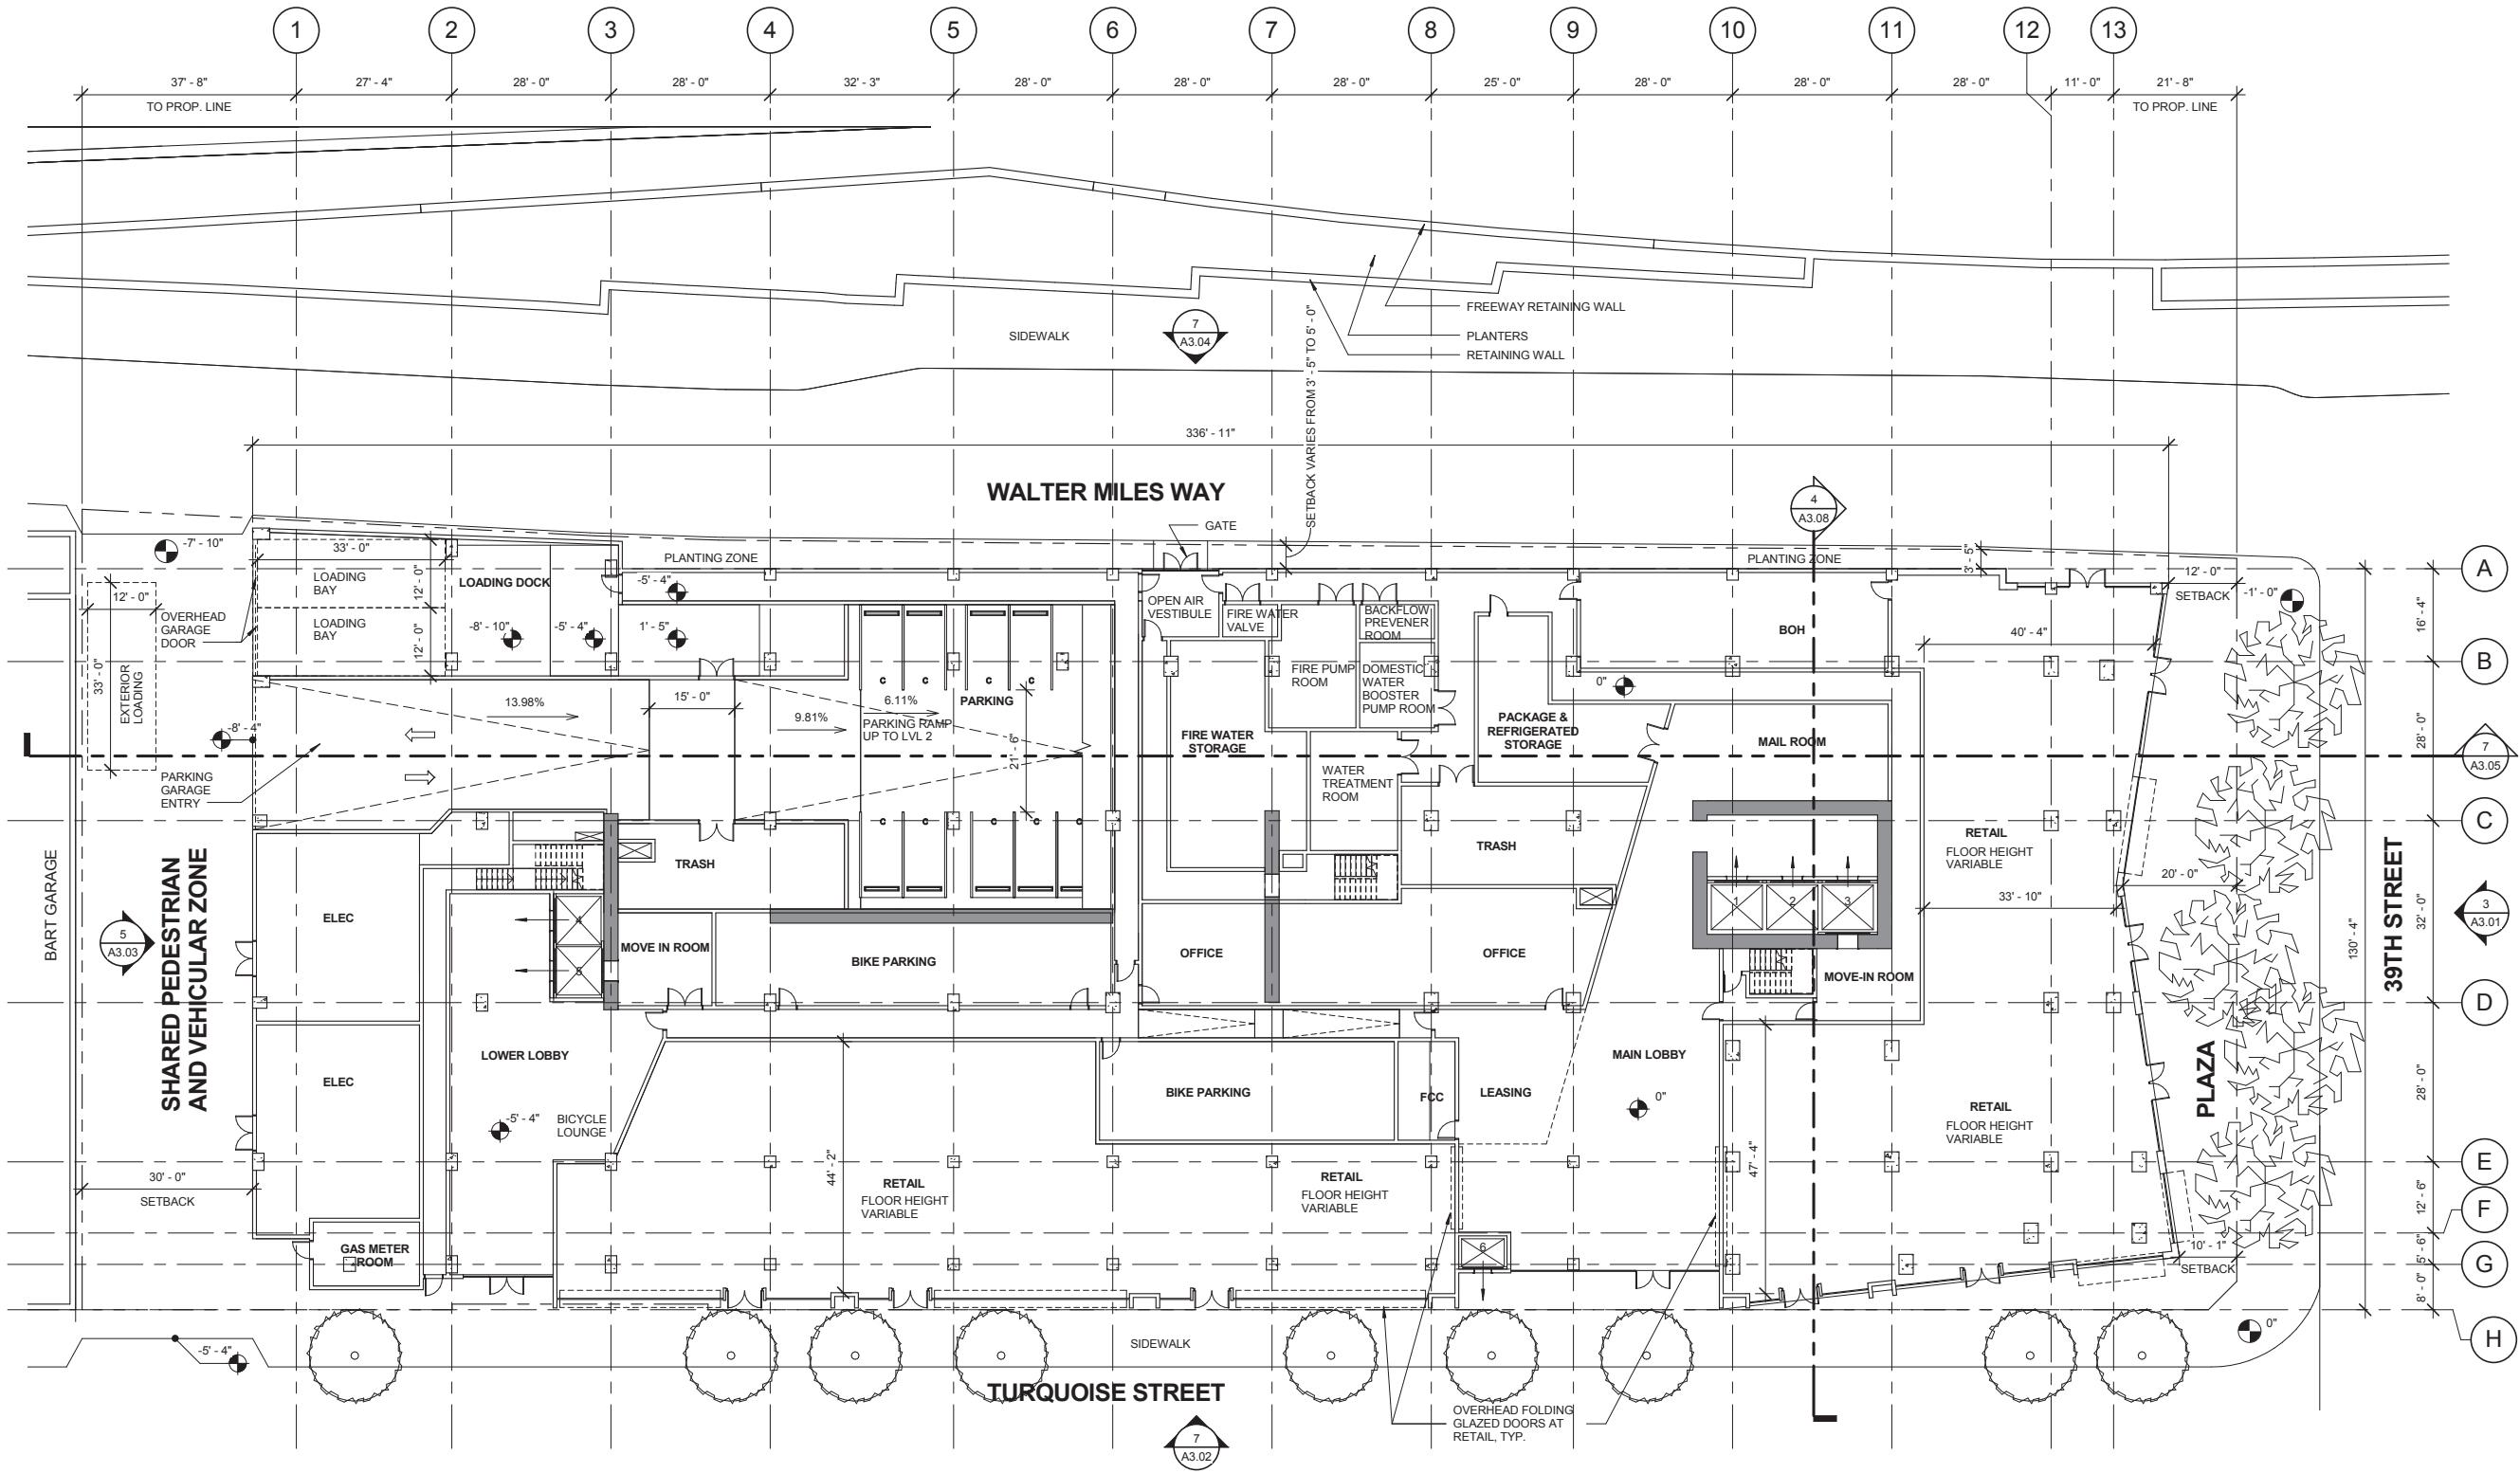 1
2
3
4
5
6
7
8
9
10
11
12
13
37' - 8"
27' - 4"
28' - 0"
28' - 0"
32' - 3"
28' - 0"
28' - 0"
28' - 0"
25' - 0"
28' - 0"
28' - 0"
28' - 0"
11' - 0"
21' - 8"
TO PROP. LINE
TO PROP. LINE
FREEWAY RETAINING WALL
PLANTERS
RETAINING WALL
SIDEWALK
7
A3.04
SETBACK VARIES FROM 3' - 5" TO 5' - 0"
336' - 11"
WALTER MILES WAY
4
A3.08
GATE
-7' - 10"
33' - 0"
PLANTING ZONE
PLANTING ZONE
3' - 5"
A
LOADING
BAY
12' - 0"
LOADING DOCK
-5' - 4"
12' - 0"
SETBACK
-1' - 0"
12' - 0"
OVERHEAD
GARAGE
DOOR
LOADING
BAY
12' - 0"
-8' - 10"
-5' - 4"
1' - 5"
OPEN AIR
VESTIBULE
FIRE WATER
VALVE
BACKFLOW
PREVENER
ROOM
BOH
40' - 4"
16' - 4"
B
33' - 0"
EXTERIOR
LOADING
C
C
C
C
FIRE PUMP
ROOM
DOMESTIC
WATER
BOOSTER
PUMP ROOM
0"
13.98%
15' - 0"
9.81%
6.11%
PARKING
PARKING RAMP
UP TO LVL 2
21' - 6"
-8' - 4"
FIRE WATER
STORAGE
PACKAGE &
REFRIGERATED
STORAGE
MAIL ROOM
28' - 0"
7
A3.05
PARKING
GARAGE
ENTRY
WATER
TREATMENT
ROOM
C
C
C
C
C
C
RETAIL
FLOOR HEIGHT
VARIABLE
TRASH
TRASH
BART GARAGE
SHARED PEDESTRIAN
AND VEHICULAR ZONE
5
A3.03
ELEC
4
5
MOVE IN ROOM
BIKE PARKING
OFFICE
OFFICE
1
2
3
MOVE-IN ROOM
33' - 10"
20' - 0"
32' - 0"
130' - 4"
39TH STREET
3
A3.01
D
LOWER LOBBY
ELEC
-5' - 4"
BICYCLE
LOUNGE
BIKE PARKING
FCC
LEASING
MAIN LOBBY
0"
RETAIL
FLOOR HEIGHT
VARIABLE
PLAZA
28' - 0"
E
30' - 0"
SETBACK
44' - 2"
RETAIL
FLOOR HEIGHT
VARIABLE
RETAIL
FLOOR HEIGHT
VARIABLE
47' - 4"
12' - 6"
F
GAS METER
ROOM
6
10' - 1"
SETBACK
5' - 6"
G
8' - 0"
H
0"
-5' - 4"
SIDEWALK
TURQUOISE STREET
OVERHEAD FOLDING
GLAZED DOORS AT
RETAIL, TYP.
7
A3.02